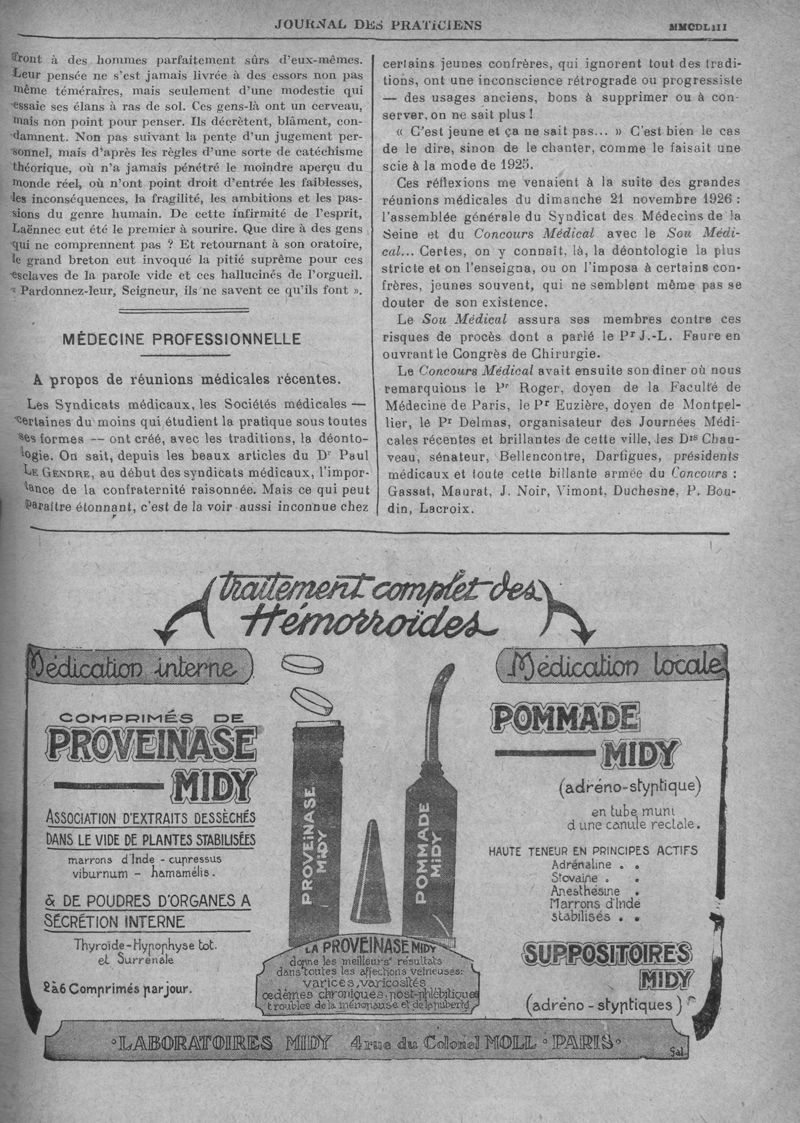 JOURNAL DES PRATICIENS
MMCDLIII
front à des hommes parfaitement sûrs d'eux-mêmes.
Leur pensée ne s'est jamais livrée à des essors non pas
même téméraires, mais seulement d'une modestie qui
essaie ses élans à ras de sol. Ces gens-là ont un cerveau,
mais non point pour penser. Ils décrètent, blâment, con-
damnent. Non pas suivant la pente d'un jugement per-
sonnel, mais d'après les règles d'une sorte de catéchisme
théorique, où n'a jamais pénétré le moindre aperçu du
monde réel, où n'ont point droit d'entrée les faiblesses,
les inconséquences, la fragilité, les ambitions et les pas-
sions du genre humain. De cette infirmité de l'esprit,
Laënnec eut été le premier à sourire. Que dire à des gens
qui ne comprennent pas ? Et retournant à son oratoire,
le grand breton eut invoqué la pitié suprême pour ces
esclaves de la parole vide et ces hallucinés de l'orgueil.
« Pardonnez-leur, Seigneur, ils ne savent ce qu'ils font ».
MÉDECINE PROFESSIONNELLE
A propos de réunions médicales récentes.
Les Syndicats médicaux, les Sociétés médicales —
certaines du moins qui étudient la pratique sous toutes
ses formes — ont créé, avec les traditions, la déonto-
logie. On sait, depuis les beaux articles du Dr Paul
LE GENDRE, au début des syndicats médicaux, l'impor-
tance de la confraternité raisonnée. Mais ce qui peut
paraître étonnant, c'est de la voir aussi inconnue chez
certains jeunes confrères, qui ignorent tout des tradi-
tions, ont une inconscience rétrograde ou progressiste
— des usages anciens, bons à supprimer ou à con-
server, on ne sait plus !
« C'est jeune et ça ne sait pas... » C'est bien le cas
de le dire, sinon de le chanter, comme le faisait une
scie à la mode de 1925.
Ces réflexions me venaient à la suite des grandes
réunions médicales du dimanche 21 novembre 1926 :
l'assemblée générale du Syndicat des Médecins de la
Seine et du Concours Médical avec le Sou Médi-
cal... Certes, on y connaît, là, la déontologie la plus
stricte et on l'enseigna, ou on l'imposa à certains con-
frères, jeunes souvent, qui ne semblent même pas se
douter de son existence.
Le Sou Médical assura ses membres contre ces
risques de procès dont a parlé le Pr J.-L. Faure en
ouvrant le Congrès de Chirurgie.
Le Concours Médical avait ensuite son dîner où nous
remarquions le Pr Roger, doyen de la Faculté de
Médecine de Paris, le Pr Euzière, doyen de Montpel-
lier, le Pr Delmas, organisateur des Journées Médi-
cales récentes et brillantes de cette ville, les Drs Chau-
veau, sénateur, Bellencontre, Dartigues, présidents
médicaux et toute cette billante armée du Concours :
Gassat, Maurat, J. Noir, Vimont, Duchesne, P. Bou-
din, Lacroix.
Traitement complet des
Hémorroïdes
Médication interne
COMPRIMÉS DE
PROVEINASE
MIDY
ASSOCIATION D'EXTRAITS DESSÉCHÉS
DANS LE VIDE DE PLANTES STABILISÉES
marrons d'Inde - cupressus
viburnum - hamamélis.
& DE POUDRES D'ORGANES A
SÉCRÉTION INTERNE
Thyroïde-Hypophyse tot.
et Surrénale
2 à 6 Comprimés par jour.
PROVEINASE
MIDY
POMMADE
MIDY
LA PROVEINASE MIDY
donne les meilleurs résultats
dans toutes les affections veineuses:
varices, varicosités
œdèmes chroniques, post-phlébitiques
troubles de la ménopause et de la puberté
Médication locale
POMMADE
MIDY
(adréno-styptique)
en tube muni
d'une canule rectale.
HAUTE TENEUR EN PRINCIPES ACTIFS
Adrénaline . .
Stovaine . .
Anesthésine .
Marrons d'Inde
stabilisés . .
SUPPOSITOIRES
MIDY
(adréno-styptiques)
LABORATOIRES MIDY 4 rue du Colonel MOLL PARIS
Gal.